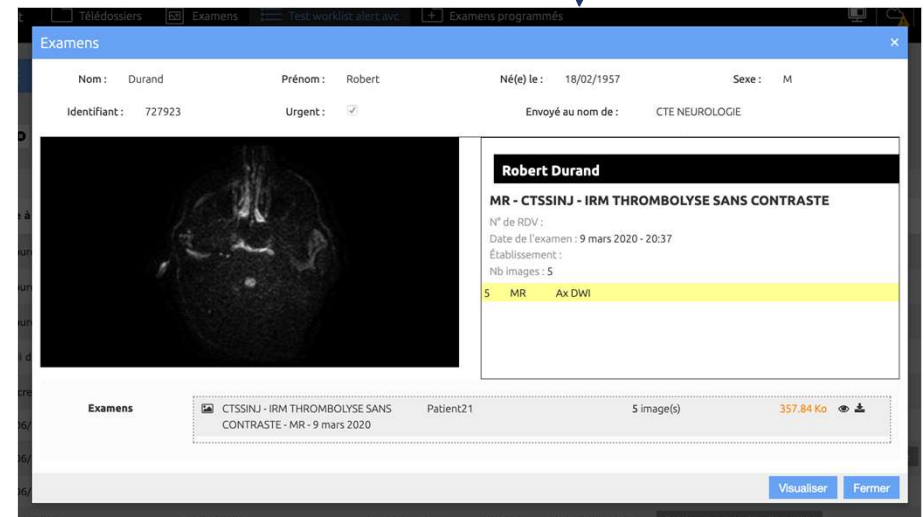 Télédossiers Examens Test worklist alert avc Examens programmés
Examens ×
Nom : Durand Prénom : Robert Né(e) le : 18/02/1957 Sexe : M
Identifiant : 727923 Urgent : Envoyé au nom de : CTE NEUROLOGIE
Robert Durand
MR - CTSSINJ - IRM THROMBOLYSE SANS CONTRASTE
N° de RDV :
Date de l'examen : 9 mars 2020 - 20:37
Établissement :
Nb images : 5
5 MR Ax DWI
Examens CTSSINJ - IRM THROMBOLYSE SANS Patient21 5 image(s) 357.84 Ko
CONTRASTE - MR - 9 mars 2020
Visualiser Fermer